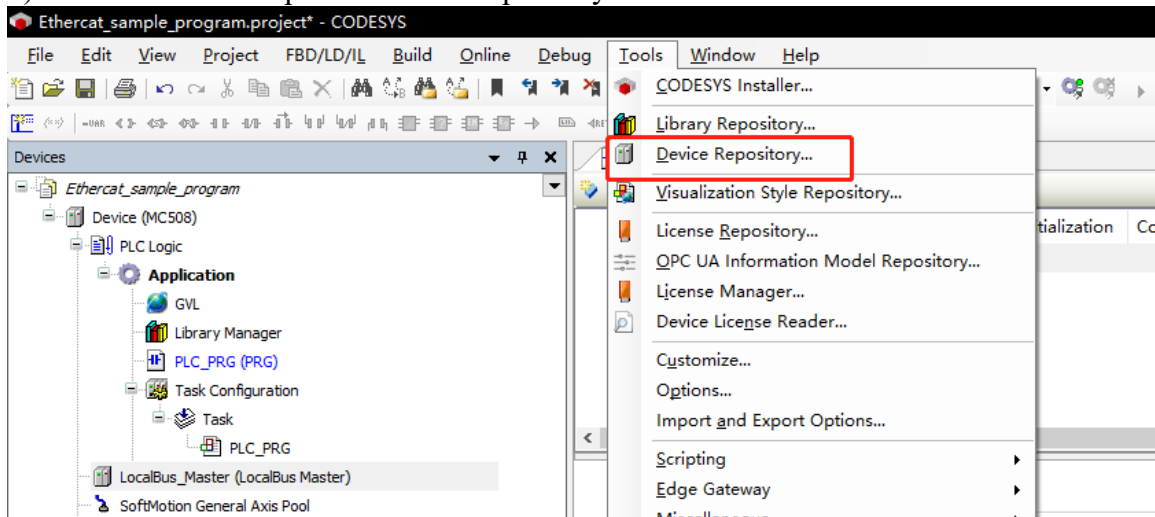 Ethercat_sample_program.project* - CODESYS
File Edit View Project FBD/LD/IL Build Online Debug Tools Window Help
CODESYS Installer...
Library Repository...
Devices
Device Repository...
Ethercat_sample_program
Visualization Style Repository...
Device (MC508)
License Repository...
tialization Co
PLC Logic
OPC UA Information Model Repository...
Application
License Manager...
GVL
Device License Reader...
Library Manager
Customize...
PLC_PRG (PRG)
Options...
Task Configuration
Import and Export Options...
Task
PLC_PRG
Scripting
LocalBus_Master (LocalBus Master)
Edge Gateway
SoftMotion General Axis Pool